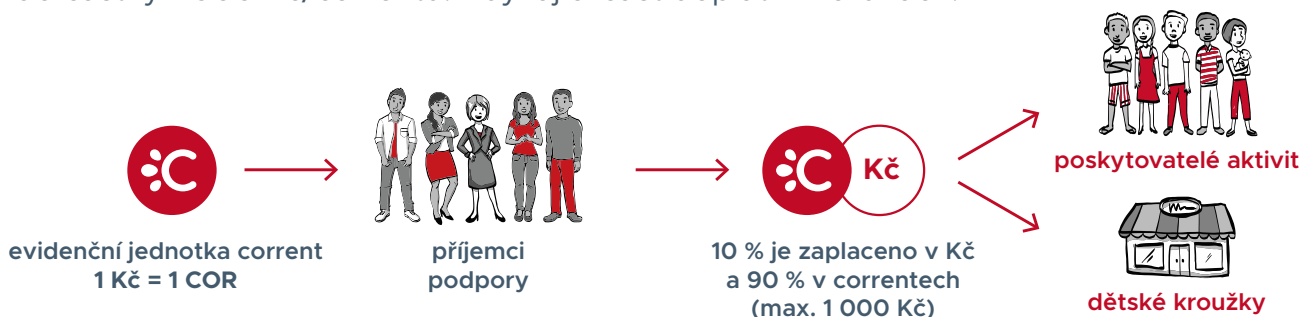 Kč
poskytovatelé aktivit
evidenční jednotka corrent
1 Kč = 1 COR
příjemci
podpory
10 % je zaplaceno v Kč
a 90 % v correntech
(max. 1 000 Kč)
dětské kroužky